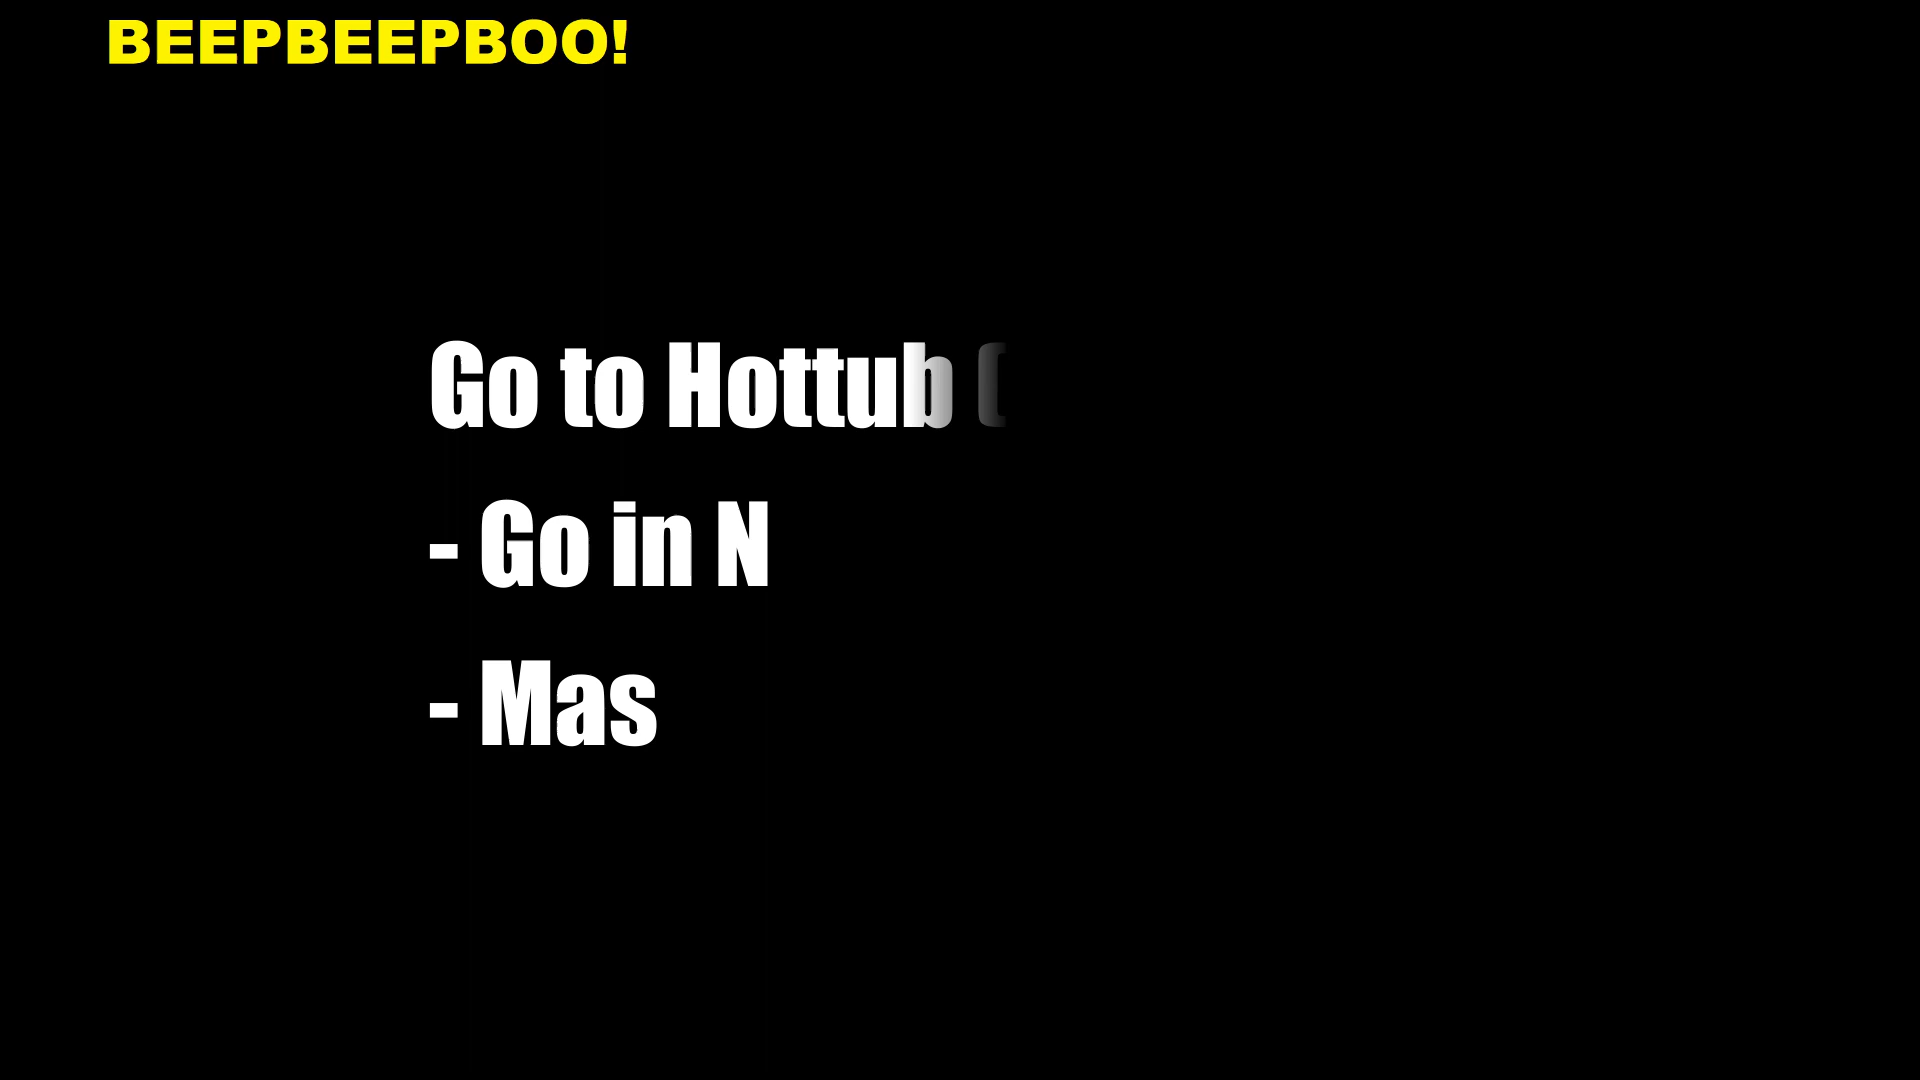 BEEPBEEPBOO!
Go to Hottub
- Go in N
- Mas